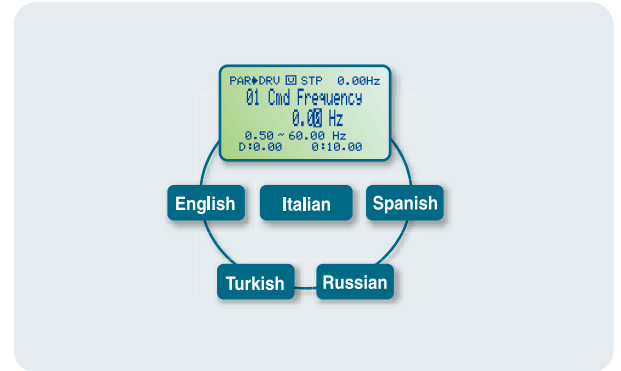 PAR➧DRV U STP 0.00Hz
01 Cmd Frequency
0.00 Hz
0.50 ~ 60.00 Hz
D:0.00 0:10.00
English Italian Spanish
Turkish Russian